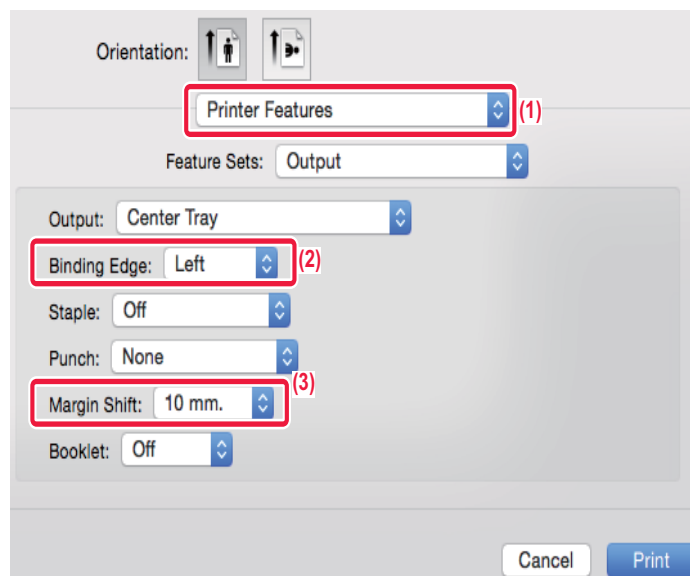 Orientation:
Printer Features (1)
Feature Sets: Output
Output: Center Tray
Binding Edge: Left (2)
Staple: Off
Punch: None
(3)
Margin Shift: 10 mm.
Booklet: Off
Cancel Print